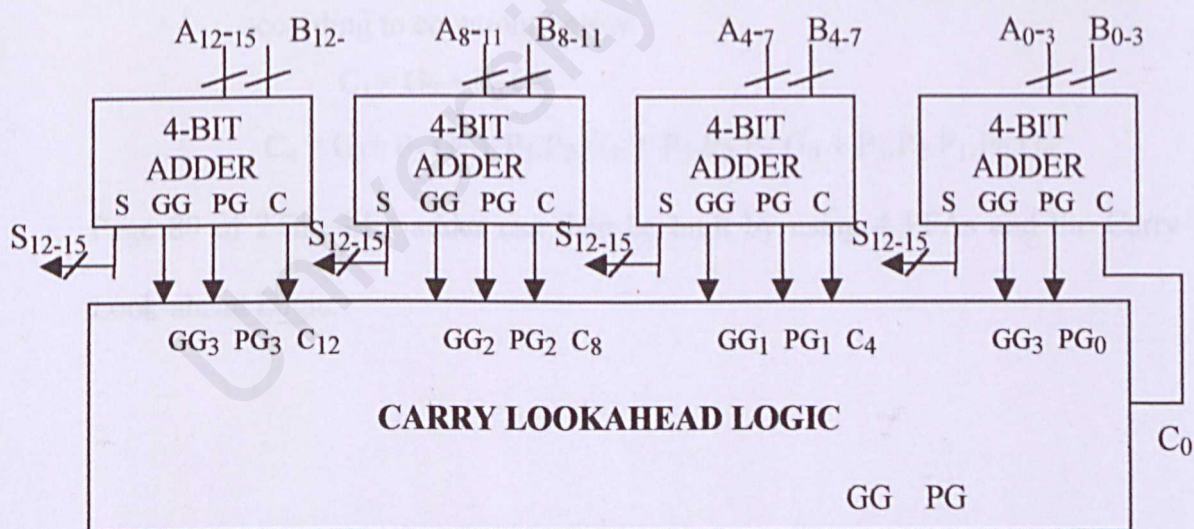 A12-15 B12- A8-11 B8-11 A4-7 B4-7 A0-3 B0-3
4-BIT ADDER
S GG PG C
4-BIT ADDER
S GG PG C
4-BIT ADDER
S GG PG C
4-BIT ADDER
S GG PG C
S12-15 S12-15 S12-15 S12-15
GG3 PG3 C12 GG2 PG2 C8 GG1 PG1 C4 GG3 PG0
CARRY LOOKAHEAD LOGIC
C0
GG PG
University